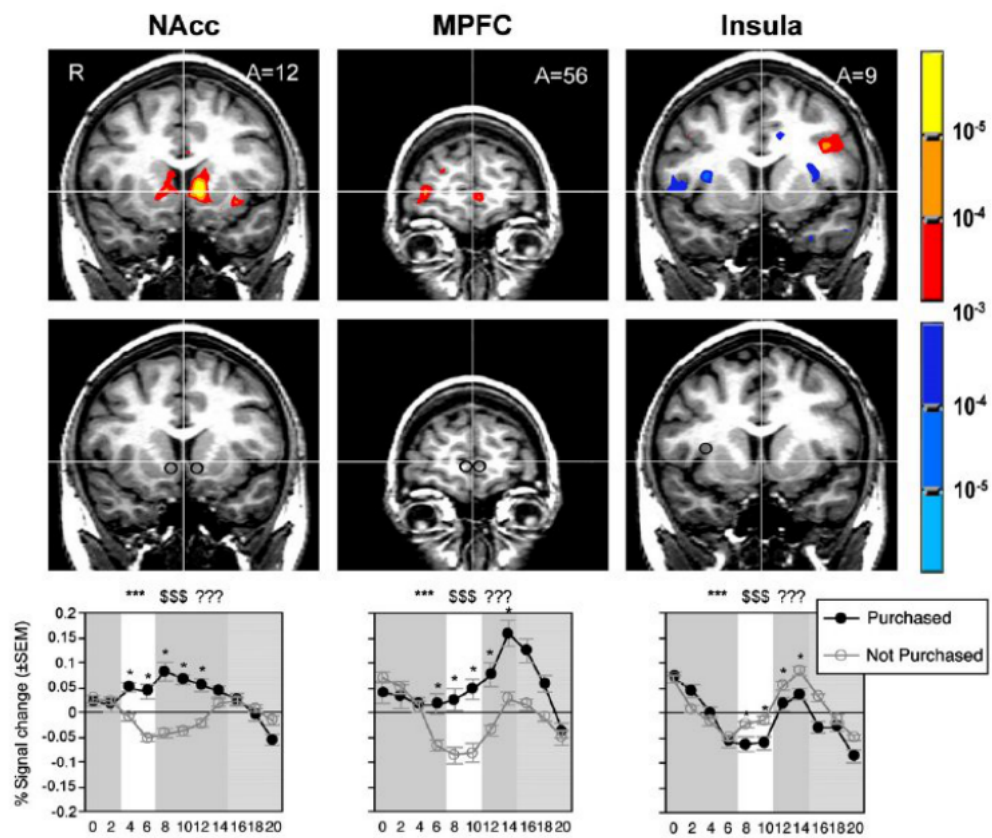 NAcc MPFC Insula
R A=12 A=56 A=9
10-5
10-4
10-3
10-4
10-5
*** $$$ ??? *** $$$ ??? *** $$$ ???
Purchased
Not Purchased
% Signal change (±SEM)
0.2
0.15
0.1
0.05
0
-0.05
-0.1
-0.15
-0.2
0 2 4 6 8 10 12 14 16 18 20 0 2 4 6 8 10 12 14 16 18 20 0 2 4 6 8 10 12 14 16 18 20